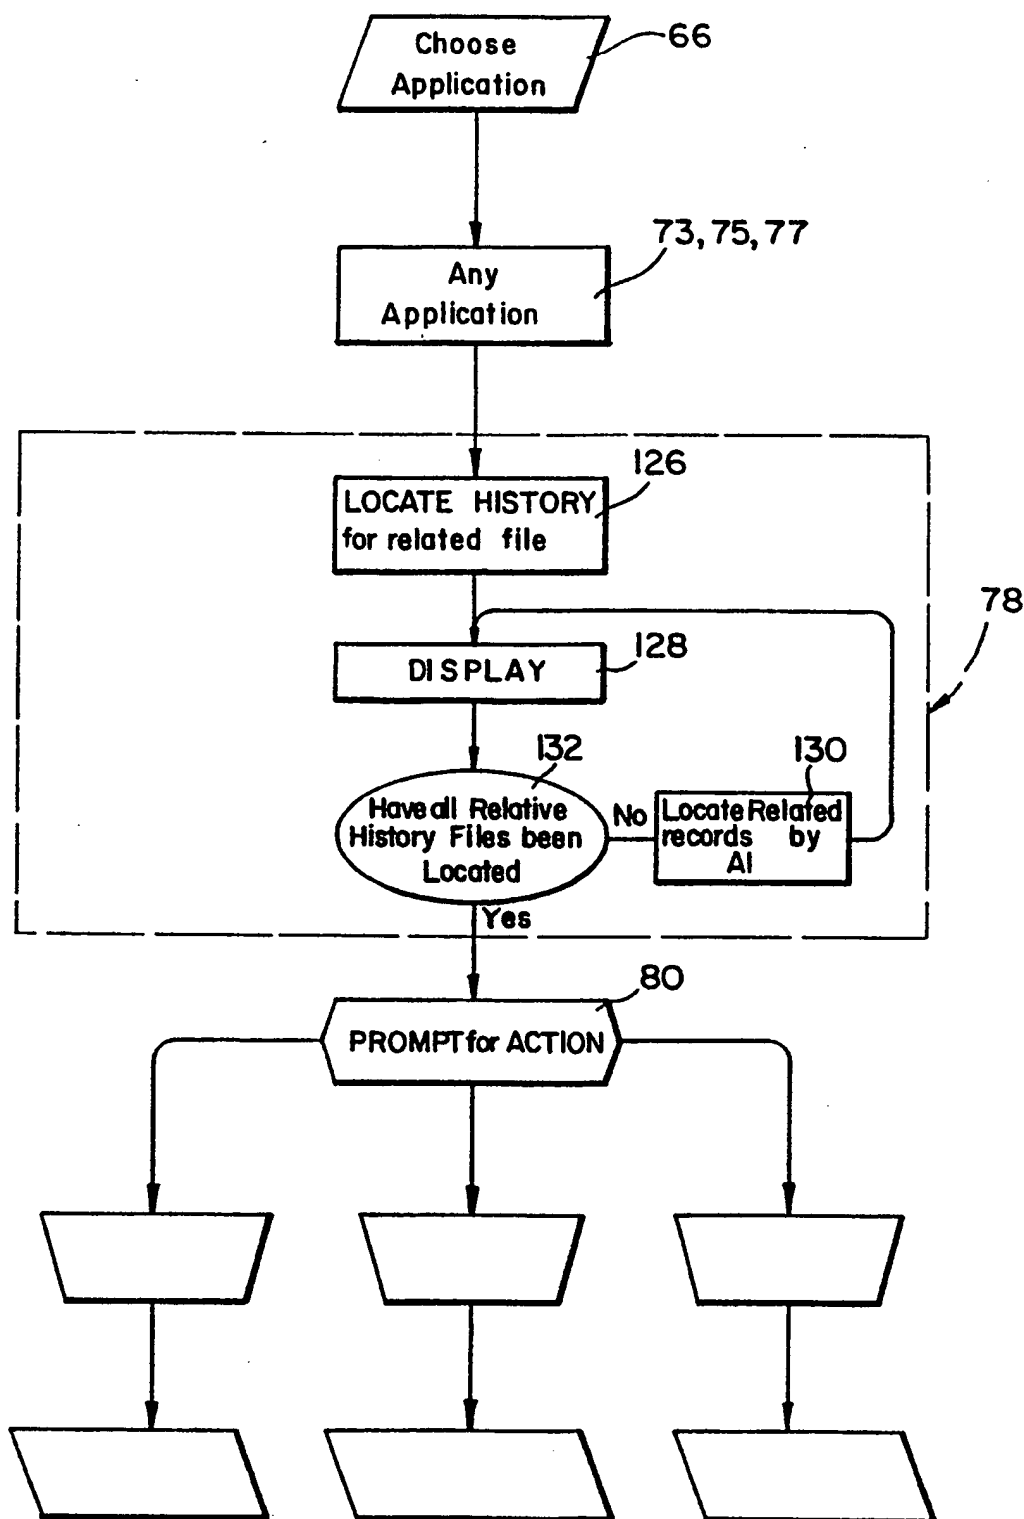 Choose
Application
66
73, 75, 77
Any
Application
126
LOCATE HISTORY
for related file
78
128
DISPLAY
132
130
Have all Relative
History Files been
Located
No
Locate Related
records by
AI
Yes
80
PROMPT for ACTION